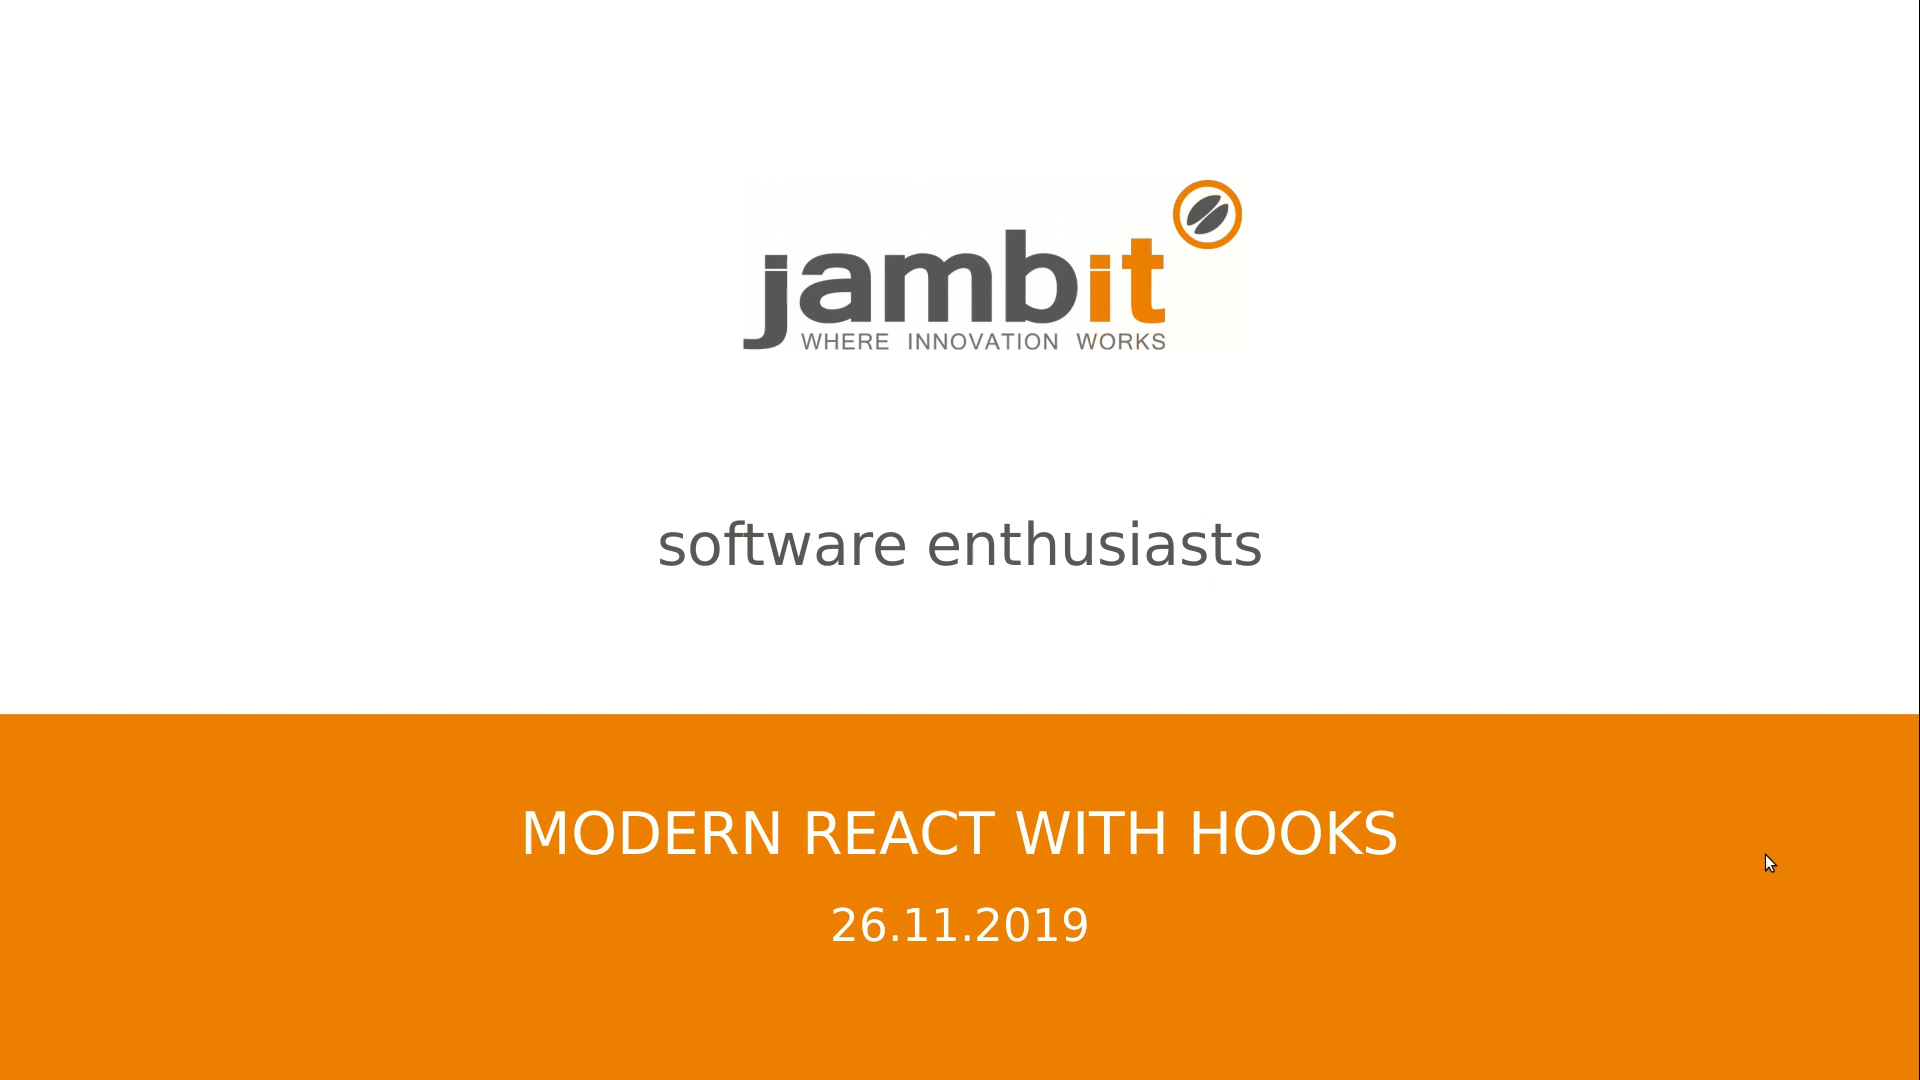 jambit
WHERE INNOVATION WORKS
software enthusiasts
MODERN REACT WITH HOOKS
26.11.2019